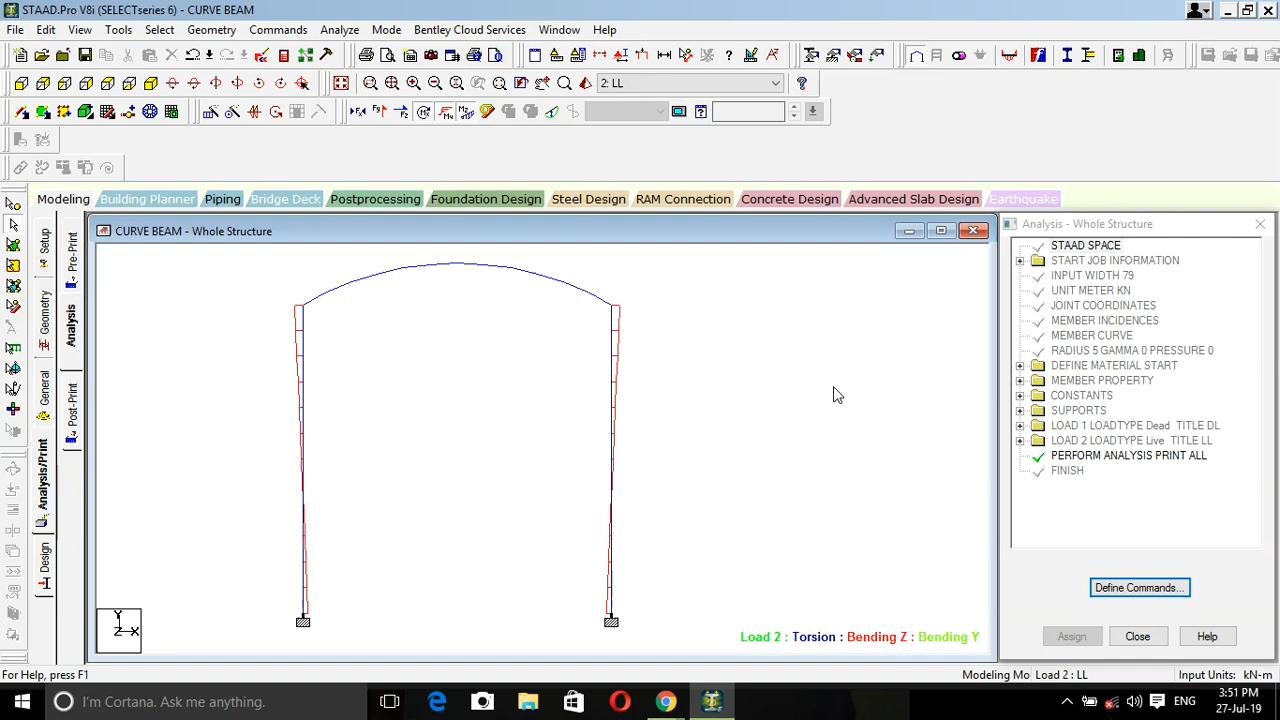 STAAD.Pro V8i (SELECTseries 6) - CURVE BEAM
File Edit View Tools Select Geometry Commands Analyze Mode Bentley Cloud Services Window Help
2: LL
Modeling Building Planner Piping Bridge Deck Postprocessing Foundation Design Steel Design RAM Connection Concrete Design Advanced Slab Design Earthquake
Setup
Geometry
General
Analysis/Print
Design
Pre-Print
Analysis
Post-Print
CURVE BEAM - Whole Structure
Y
Z X
Load 2 : Torsion : Bending Z : Bending Y
Analysis - Whole Structure
STAAD SPACE
START JOB INFORMATION
INPUT WIDTH 79
UNIT METER KN
JOINT COORDINATES
MEMBER INCIDENCES
MEMBER CURVE
RADIUS 5 GAMMA 0 PRESSURE 0
DEFINE MATERIAL START
MEMBER PROPERTY
CONSTANTS
SUPPORTS
LOAD 1 LOADTYPE Dead TITLE DL
LOAD 2 LOADTYPE Live TITLE LL
PERFORM ANALYSIS PRINT ALL
FINISH
Define Commands...
Assign Close Help
For Help, press F1
Modeling Mo Load 2 : LL Input Units: kN-m
I'm Cortana. Ask me anything.
ENG
3:51 PM
27-Jul-19